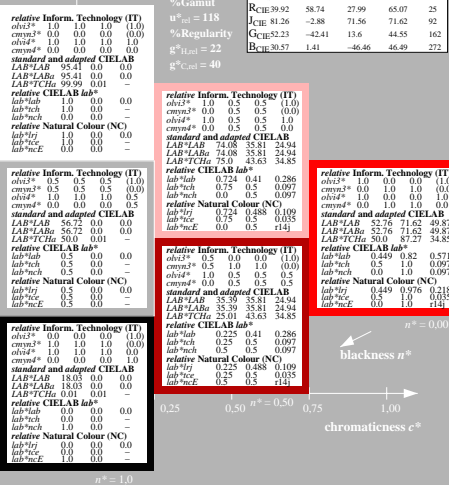 %Gamut
u*rel = 118
%Regularity
g*H,rel = 22
g*C,rel = 40
RCIE 39.92 58.74 27.99 65.07 25
JCIE 81.26 −2.88 71.56 71.62 92
GCIE 52.23 −42.41 13.6 44.55 162
BCIE 30.57 1.41 −46.46 46.49 272
relative Inform. Technology (IT)
olvi3* 1.0 1.0 1.0 (1.0)
cmyn3* 0.0 0.0 0.0 (0.0)
olvi4* 1.0 1.0 1.0 1.0
cmyn4* 0.0 0.0 0.0 0.0
standard and adapted CIELAB
LAB*LAB 95.41 0.0 0.0
LAB*LABa 95.41 0.0 0.0
LAB*TCHa 99.99 0.01 –
relative CIELAB lab*
lab*lab 1.0 0.0 0.0
lab*tch 1.0 0.0 –
lab*nch 0.0 0.0 –
relative Natural Colour (NC)
lab*lrj 1.0 0.0 0.0
lab*tce 1.0 0.0 –
lab*ncE 0.0 0.0 –
relative Inform. Technology (IT)
olvi3* 1.0 0.5 0.5 (1.0)
cmyn3* 0.0 0.5 0.5 (0.0)
olvi4* 1.0 0.5 0.5 1.0
cmyn4* 0.0 0.5 0.5 0.0
standard and adapted CIELAB
LAB*LAB 74.08 35.81 24.94
LAB*LABa 74.08 35.81 24.94
LAB*TCHa 75.0 43.63 34.85
relative CIELAB lab*
lab*lab 0.724 0.41 0.286
lab*tch 0.75 0.5 0.097
lab*nch 0.0 0.5 0.097
relative Natural Colour (NC)
lab*lrj 0.724 0.488 0.109
lab*tce 0.75 0.5 0.035
lab*ncE 0.0 0.5 r14j
relative Inform. Technology (IT)
olvi3* 0.5 0.5 0.5 (1.0)
cmyn3* 0.5 0.5 0.5 (0.0)
olvi4* 1.0 1.0 1.0 0.5
cmyn4* 0.0 0.0 0.0 0.5
standard and adapted CIELAB
LAB*LAB 56.72 0.0 0.0
LAB*LABa 56.72 0.0 0.0
LAB*TCHa 50.0 0.01 –
relative CIELAB lab*
lab*lab 0.5 0.0 0.0
lab*tch 0.5 0.0 –
lab*nch 0.5 0.0 –
relative Natural Colour (NC)
lab*lrj 0.5 0.0 0.0
lab*tce 0.5 0.0 –
lab*ncE 0.5 0.0 –
relative Inform. Technology (IT)
olvi3* 1.0 0.0 0.0 (1.0
cmyn3* 0.0 1.0 1.0 (0.0
olvi4* 1.0 0.0 0.0 1.0
cmyn4* 0.0 1.0 1.0 0.0
standard and adapted CIELAB
LAB*LAB 52.76 71.62 49.87
LAB*LABa 52.76 71.62 49.87
LAB*TCHa 50.0 87.27 34.85
relative CIELAB lab*
lab*lab 0.449 0.82 0.571
lab*tch 0.5 1.0 0.097
lab*nch 0.0 1.0 0.097
relative Natural Colour (NC)
lab*lrj 0.449 0.976 0.218
lab*tce 0.5 1.0 0.035
lab*ncE 0.0 1.0 r14j
relative Inform. Technology (IT)
olvi3* 0.5 0.0 0.0 (1.0)
cmyn3* 0.5 1.0 1.0 (0.0)
olvi4* 1.0 0.5 0.5 0.5
cmyn4* 0.0 0.5 0.5 0.5
standard and adapted CIELAB
LAB*LAB 35.39 35.81 24.94
LAB*LABa 35.39 35.81 24.94
LAB*TCHa 25.01 43.63 34.85
relative CIELAB lab*
lab*lab 0.225 0.41 0.286
lab*tch 0.25 0.5 0.097
lab*nch 0.5 0.5 0.097
relative Natural Colour (NC)
lab*lrj 0.225 0.488 0.109
lab*tce 0.25 0.5 0.035
lab*ncE 0.5 0.5 r14j
relative Inform. Technology (IT)
olvi3* 0.0 0.0 0.0 (1.0)
cmyn3* 1.0 1.0 1.0 (0.0)
olvi4* 1.0 1.0 1.0 0.0
cmyn4* 0.0 0.0 0.0 1.0
standard and adapted CIELAB
LAB*LAB 18.03 0.0 0.0
LAB*LABa 18.03 0.0 0.0
LAB*TCHa 0.01 0.01 –
relative CIELAB lab*
lab*lab 0.0 0.0 0.0
lab*tch 0.0 0.0 –
lab*nch 1.0 0.0 –
relative Natural Colour (NC)
lab*lrj 0.0 0.0 0.0
lab*tce 0.0 0.0 –
lab*ncE 1.0 0.0 –
n* = 0,00
blackness n*
n* = 0,50
0,25 0,50 0,75 1,00
chromaticness c*
n* = 1,0